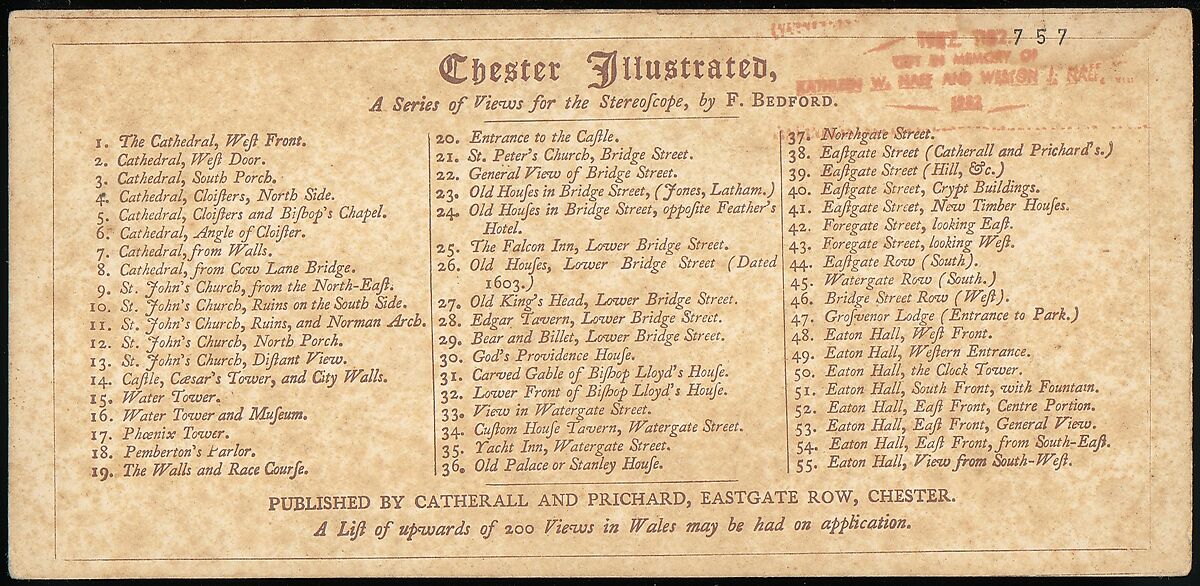 757
GIFT IN MEMORY OF
KATHLEEN W. NAEF AND WESTON J. NAEF
1982
Chester Illustrated,
A Series of Views for the Stereoſcope, by F. BEDFORD.
1. The Cathedral, Weſt Front.
2. Cathedral, Weſt Door.
3. Cathedral, South Porch.
4. Cathedral, Cloiſters, North Side.
5. Cathedral, Cloiſters and Biſhop's Chapel.
6. Cathedral, Angle of Cloiſter.
7. Cathedral, from Walls.
8. Cathedral, from Cow Lane Bridge.
9. St. John's Church, from the North-Eaſt.
10. St. John's Church, Ruins on the South Side.
11. St. John's Church, Ruins, and Norman Arch.
12. St. John's Church, North Porch.
13. St. John's Church, Diſtant View.
14. Caſtle, Cæsar's Tower, and City Walls.
15. Water Tower.
16. Water Tower and Muſeum.
17. Phœnix Tower.
18. Pemberton's Parlor.
19. The Walls and Race Courſe.
20. Entrance to the Caſtle.
21. St. Peter's Church, Bridge Street.
22. General View of Bridge Street.
23. Old Houſes in Bridge Street, (Jones, Latham.)
24. Old Houſes in Bridge Street, oppoſite Feather's
Hotel.
25. The Falcon Inn, Lower Bridge Street.
26. Old Houſes, Lower Bridge Street (Dated
1603.)
27. Old King's Head, Lower Bridge Street.
28. Edgar Tavern, Lower Bridge Street.
29. Bear and Billet, Lower Bridge Street.
30. God's Providence Houſe.
31. Carved Gable of Biſhop Lloyd's Houſe.
32. Lower Front of Biſhop Lloyd's Houſe.
33. View in Watergate Street.
34. Cuſtom Houſe Tavern, Watergate Street.
35. Yacht Inn, Watergate Street.
36. Old Palace or Stanley Houſe.
37. Northgate Street.
38. Eaſtgate Street (Catherall and Prichard's.)
39. Eaſtgate Street (Hill, &c.)
40. Eaſtgate Street, Crypt Buildings.
41. Eaſtgate Street, New Timber Houſes.
42. Foregate Street, looking Eaſt.
43. Foregate Street, looking Weſt.
44. Eaſtgate Row (South).
45. Watergate Row (South.)
46. Bridge Street Row (Weſt).
47. Groſvenor Lodge (Entrance to Park.)
48. Eaton Hall, Weſt Front.
49. Eaton Hall, Weſtern Entrance.
50. Eaton Hall, the Clock Tower.
51. Eaton Hall, South Front, with Fountain.
52. Eaton Hall, Eaſt Front, Centre Portion.
53. Eaton Hall, Eaſt Front, General View.
54. Eaton Hall, Eaſt Front, from South-Eaſt.
55. Eaton Hall, View from South-Weſt.
PUBLISHED BY CATHERALL AND PRICHARD, EASTGATE ROW, CHESTER.
A Liſt of upwards of 200 Views in Wales may be had on application.